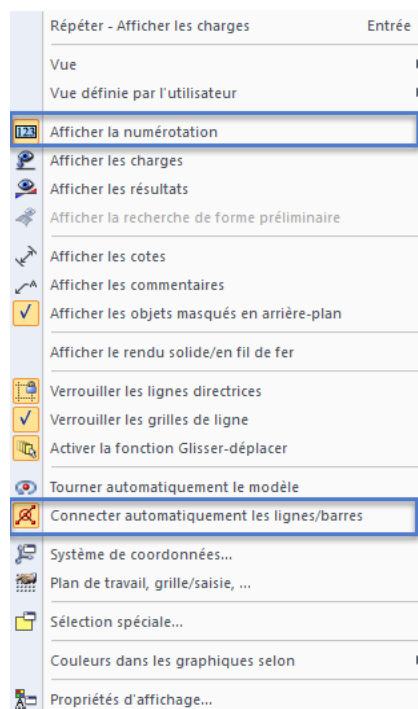 Répéter - Afficher les charges Entrée
Vue
Vue définie par l'utilisateur
123 Afficher la numérotation
Afficher les charges
Afficher les résultats
Afficher la recherche de forme préliminaire
Afficher les cotes
A Afficher les commentaires
Afficher les objets masqués en arrière-plan
Afficher le rendu solide/en fil de fer
Verrouiller les lignes directrices
Verrouiller les grilles de ligne
Activer la fonction Glisser-déplacer
Tourner automatiquement le modèle
Connecter automatiquement les lignes/barres
Système de coordonnées...
Plan de travail, grille/saisie, ...
Sélection spéciale...
Couleurs dans les graphiques selon
Propriétés d'affichage...